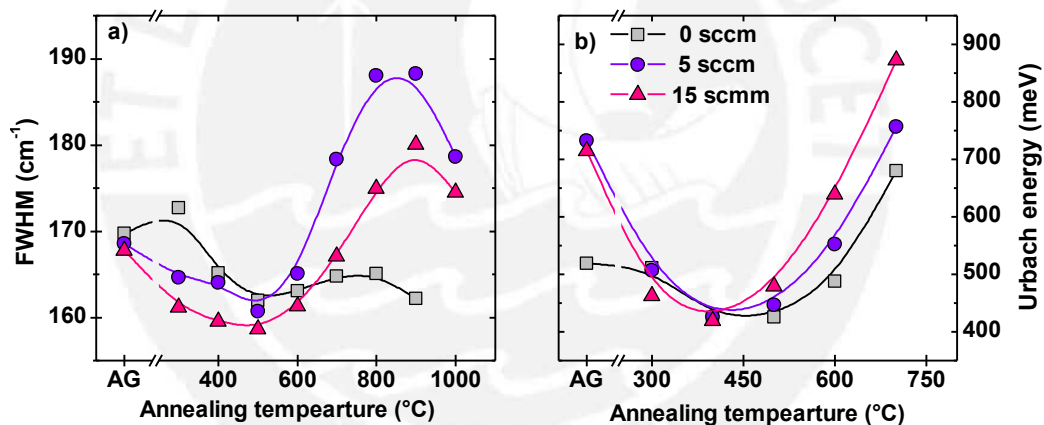 a)
190
180
170
160
FWHM (cm⁻¹)
AG 400 600 800 1000
Annealing tempearture (°C)
b)
0 sccm
5 sccm
15 scmm
900
800
700
600
500
400
Urbach energy (meV)
AG 300 450 600 750
Annealing tempearture (°C)